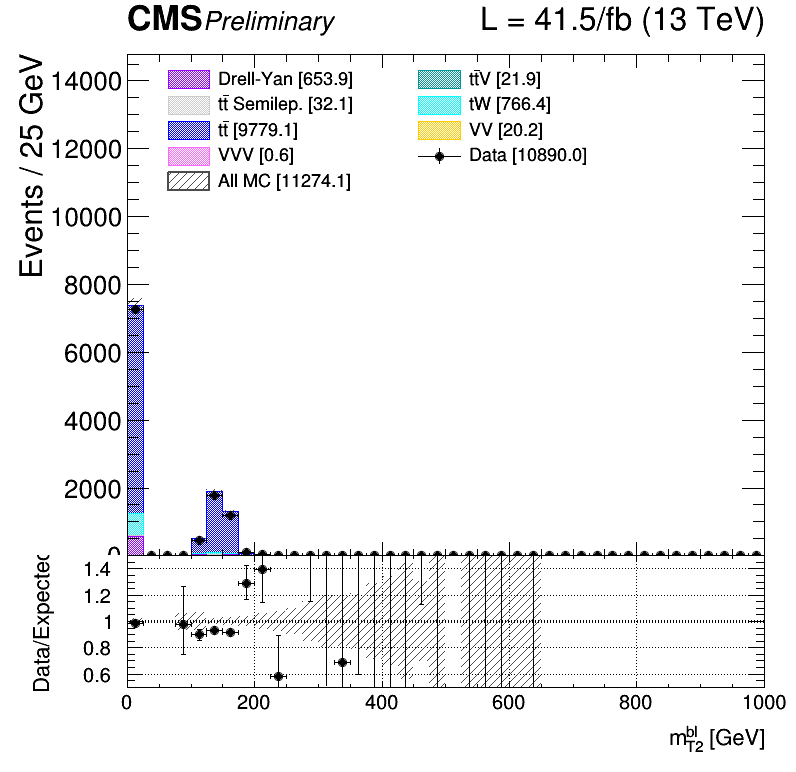 CMS Preliminary L = 41.5/fb (13 TeV)
Events / 25 GeV
14000
12000
10000
8000
6000
4000
2000
0
Drell-Yan [653.9]
tt̄ Semilep. [32.1]
tt̄ [9779.1]
VVV [0.6]
All MC [11274.1]
tt̄V [21.9]
tW [766.4]
VV [20.2]
Data [10890.0]
Data/Expected
1.4
1.2
1
0.8
0.6
0 200 400 600 800 1000
m_{T2}^{bl} [GeV]